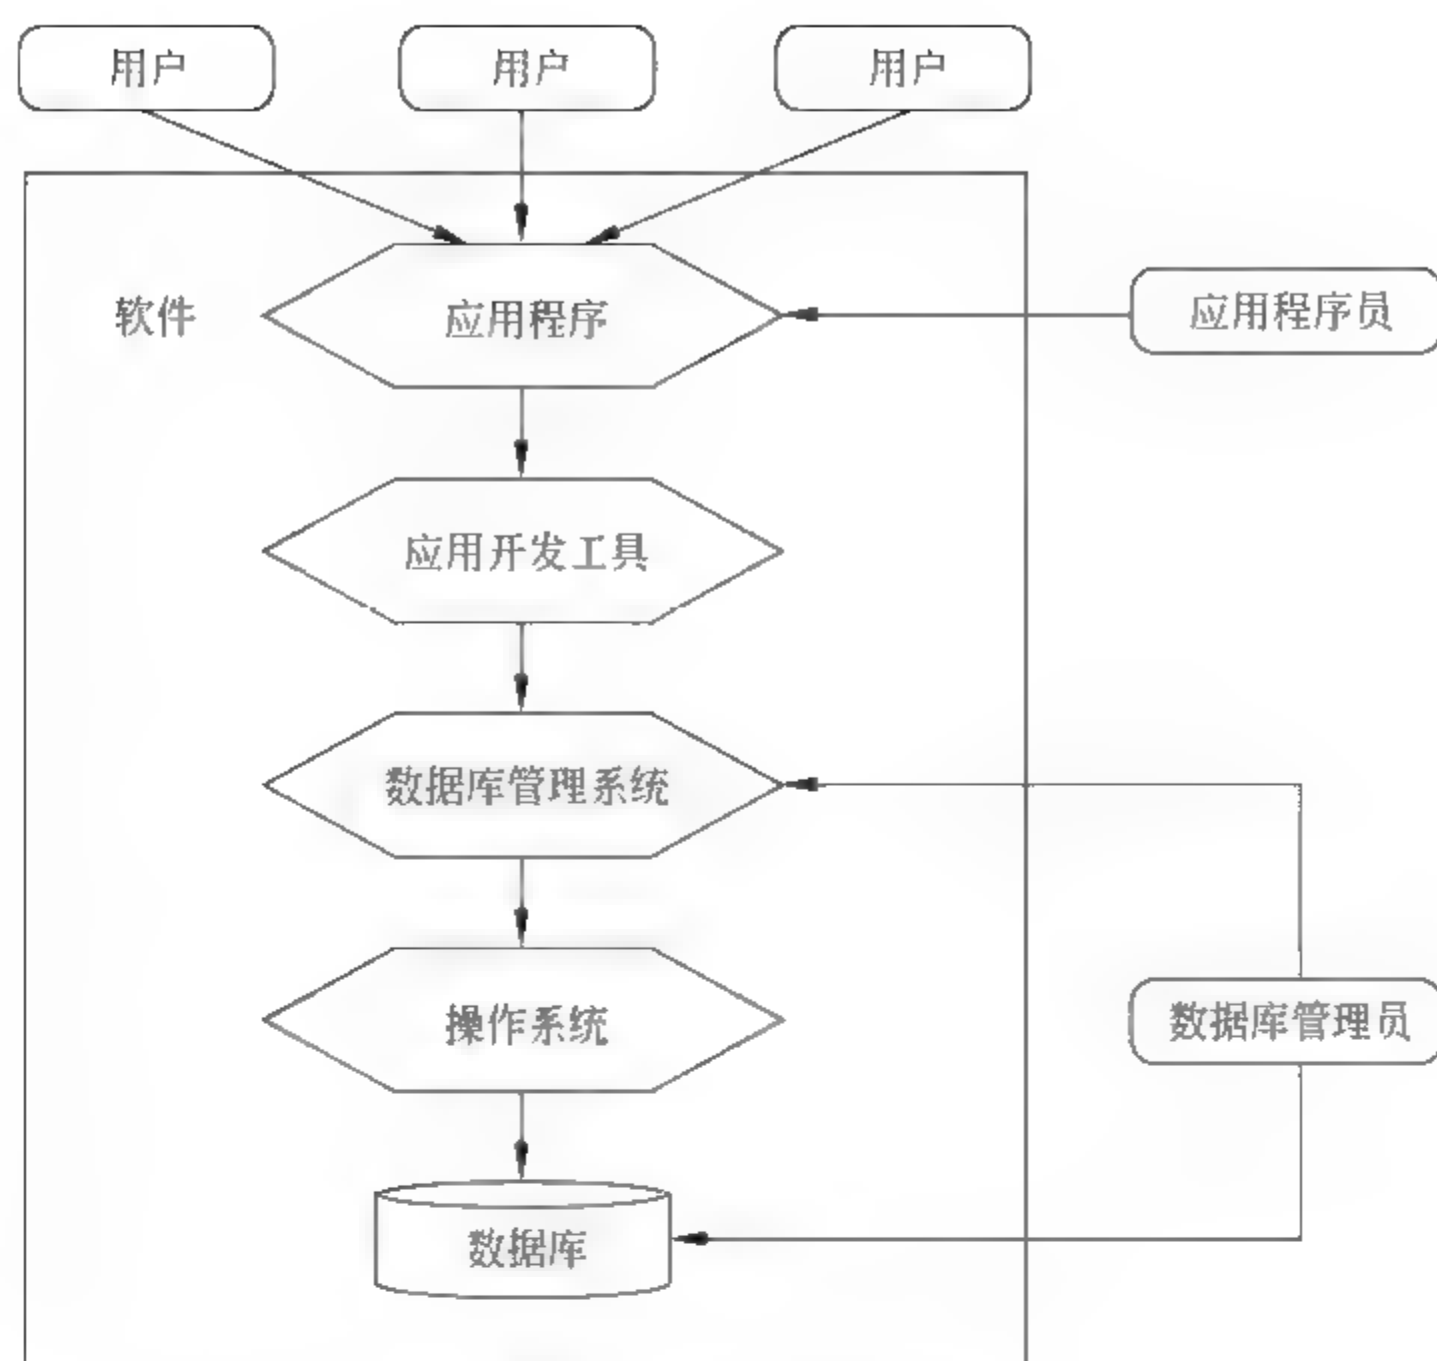 用户
用户
用户
软件
应用程序
应用程序员
应用开发工具
数据库管理系统
操作系统
数据库管理员
数据库